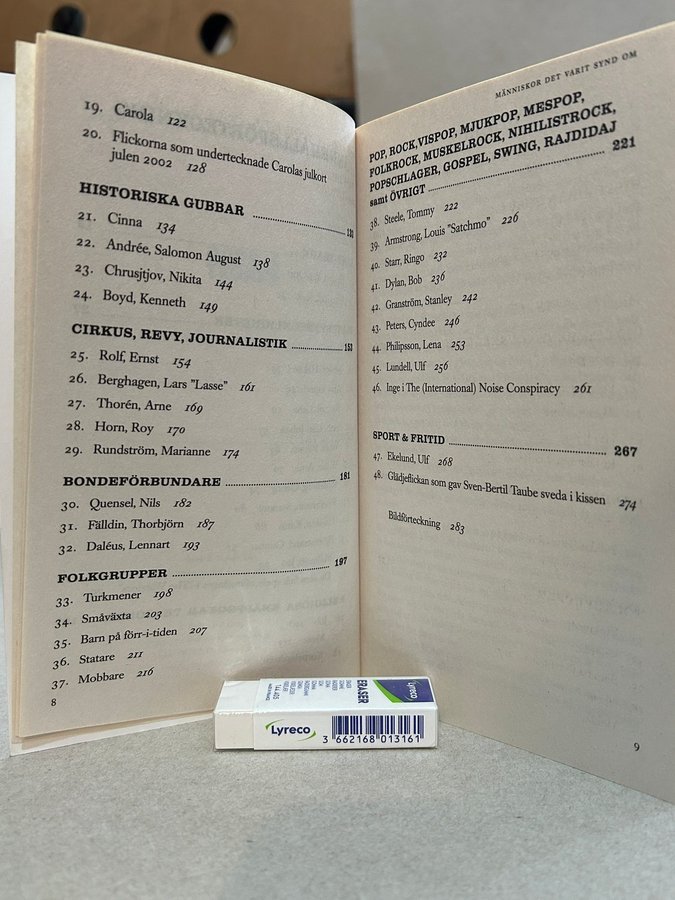 19. Carola 122
20. Flickorna som undertecknade Carolas julkort
julen 2002 128
HISTORISKA GUBBAR
21. Cinna 134
22. Andrée, Salomon August 138
23. Chrusjtjov, Nikita 144
24. Boyd, Kenneth 149
CIRKUS, REVY, JOURNALISTIK 153
25. Rolf, Ernst 154
26. Berghagen, Lars "Lasse" 161
27. Thorén, Arne 169
28. Horn, Roy 170
29. Rundström, Marianne 174
BONDEFÖRBUNDARE 181
30. Quensel, Nils 182
31. Fälldin, Thorbjörn 187
32. Daléus, Lennart 193
FOLKGRUPPER 197
33. Turkmener 198
34. Småväxta 203
35. Barn på förr-i-tiden 207
36. Statare 211
37. Mobbare 216
8
MÄNNISKOR DET VARIT SYND OM
POP, ROCK,VISPOP, MJUKPOP, MESPOP,
FOLKROCK, MUSKELROCK, NIHILISTROCK,
POPSCHLAGER, GOSPEL, SWING, RAJDIDAJ
samt ÖVRIGT 221
38. Steele, Tommy 222
39. Armstrong, Louis "Satchmo" 226
40. Starr, Ringo 232
41. Dylan, Bob 236
42. Granström, Stanley 242
43. Peters, Cyndee 246
44. Philipsson, Lena 253
45. Lundell, Ulf 256
46. Inge i The (International) Noise Conspiracy 261
SPORT & FRITID 267
47. Ekelund, Ulf 268
48. Glädjeflickan som gav Sven-Bertil Taube sveda i kissen 274
Bildförteckning 283
9
Lyreco
ERASER
Lyreco
3 662168 013161